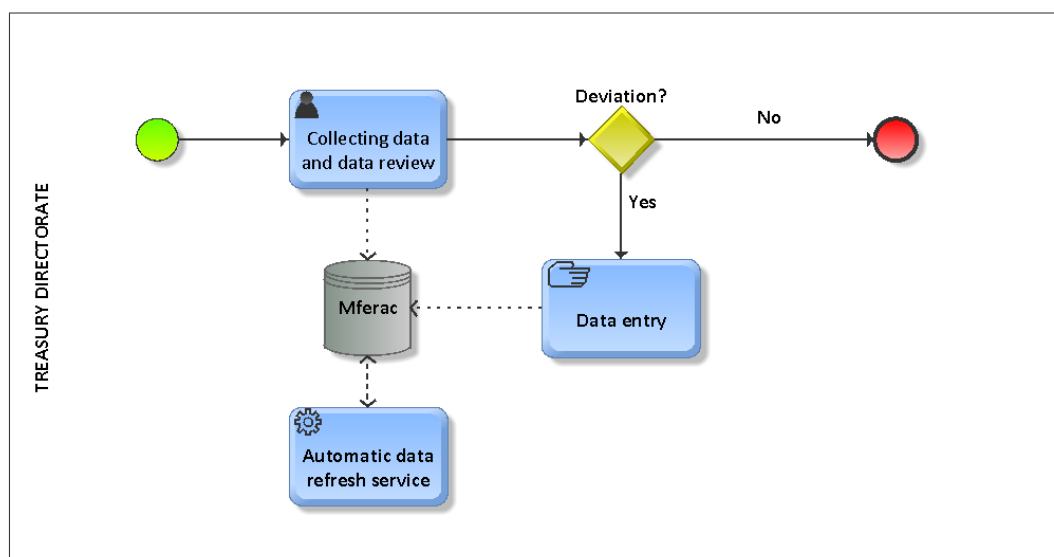 TREASURY DIRECTORATE
Collecting data
and data review
Deviation?
No
Yes
Mferac
Data entry
Automatic data
refresh service